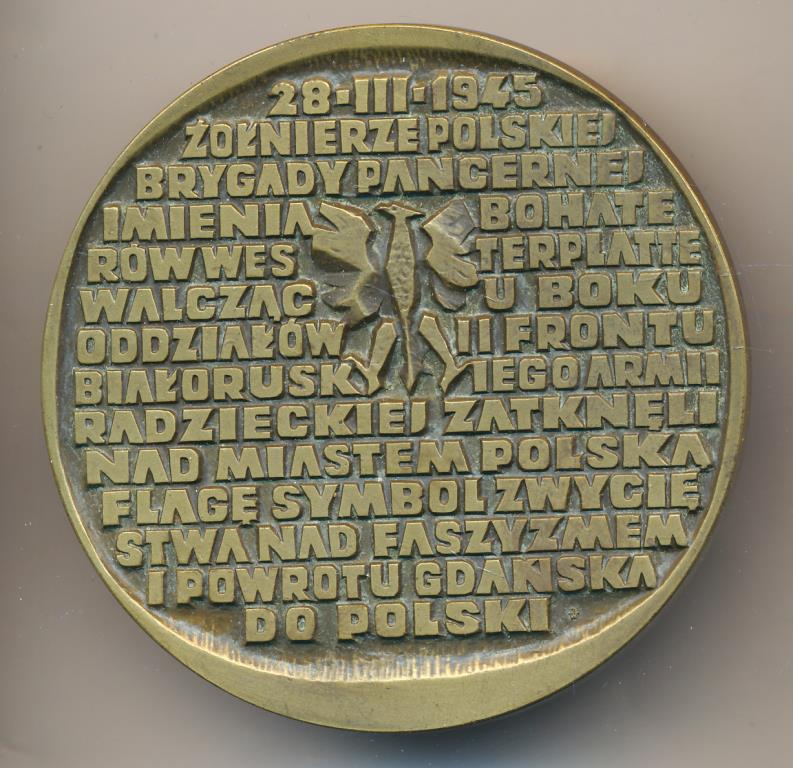 28·III·1945
ŻOŁNIERZE POLSKIEJ
BRYGADY PANCERNEJ
IMIENIA BOHATE
RÓW WES TERPLATTE
WALCZĄC U BOKU
ODDZIAŁÓW II FRONTU
BIAŁORUSK IEGO ARMII
RADZIECKIEJ ZATKNĘLI
NAD MIASTEM POLSKĄ
FLAGĘ SYMBOL ZWYCIĘ
STWA NAD FASZYZMEM
I POWROTU GDAŃSKA
DO POLSKI